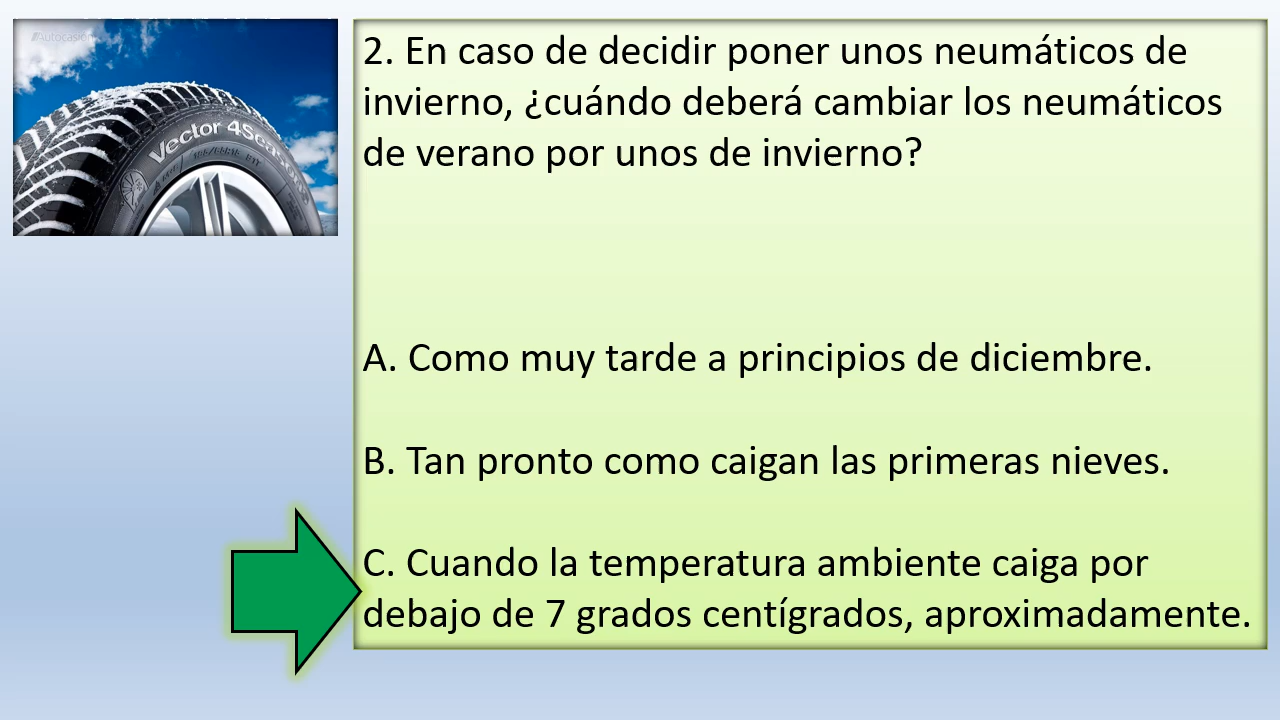 Autocasión
Vector 4Seasons
2. En caso de decidir poner unos neumáticos de
invierno, ¿cuándo deberá cambiar los neumáticos
de verano por unos de invierno?
A. Como muy tarde a principios de diciembre.
B. Tan pronto como caigan las primeras nieves.
C. Cuando la temperatura ambiente caiga por
debajo de 7 grados centígrados, aproximadamente.